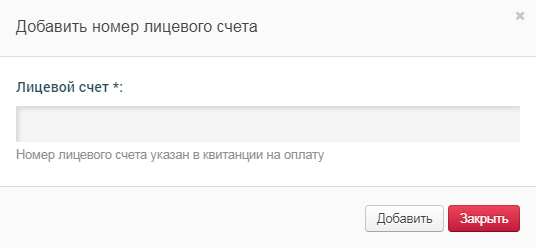 Добавить номер лицевого счета
Лицевой счет *:
Номер лицевого счета указан в квитанции на оплату
Добавить
Закрыть